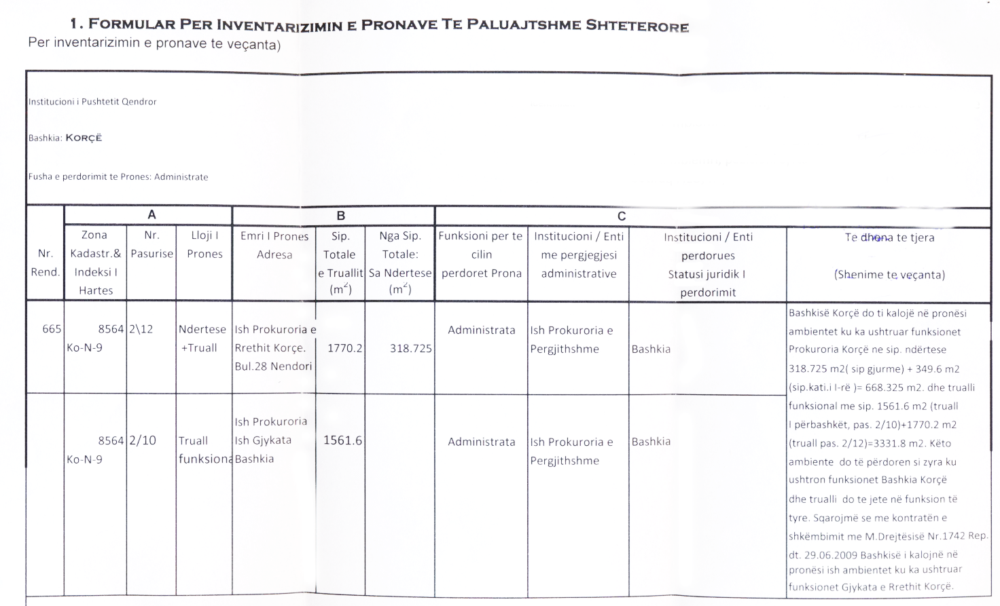 1. FORMULAR PER INVENTARIZIMIN E PRONAVE TE PALUAJTSHME SHTETERORE
Per inventarizimin e pronave te veçanta)
Institucioni i Pushtetit Qendror
Bashkia: KORÇË
Fusha e perdorimit te Prones: Administrate
A B C
Nr.
Rend.
Zona
Kadastr.&
Indeksi I
Hartes
Nr.
Pasurise
Lloji I
Prones
Emri I Prones
Adresa
Sip.
Totale
e Truallit
(m²)
Nga Sip.
Totale:
Sa Ndertese
(m²)
Funksioni per te
cilin
perdoret Prona
Institucioni / Enti
me pergjegjesi
administrative
Institucioni / Enti
perdorues
Statusi juridik I
perdorimit
Te dhena te tjera
(Shenime te veçanta)
665
8564
Ko-N-9
2\12
Ndertese
+Truall
Ish Prokuroria e
Rrethit Korçe.
Bul.28 Nendori
1770.2
318.725
Administrata
Ish Prokuroria e
Pergjithshme
Bashkia
8564
Ko-N-9
2/10
Truall
funksiona
Ish Prokuroria
Ish Gjykata
Bashkia
1561.6
Administrata
Ish Prokuroria e
Pergjithshme
Bashkia
Bashkisë Korçë do ti kalojë në pronësi
ambientet ku ka ushtruar funksionet
Prokuroria Korçë ne sip. ndërtese
318.725 m2( sip gjurme) + 349.6 m2
(sip.kati.i I-rë )= 668.325 m2. dhe trualli
funksional me sip. 1561.6 m2 (truall
I përbashkët, pas. 2/10)+1770.2 m2
(truall pas. 2/12)=3331.8 m2. Këto
ambiente do të përdoren si zyra ku
ushtron funksionet Bashkia Korçë
dhe trualli do te jete në funksion të
tyre. Sqarojmë se me kontratën e
shkëmbimit me M.Drejtësisë Nr.1742 Rep.
dt. 29.06.2009 Bashkisë i kalojnë në
pronësi ish ambientet ku ka ushtruar
funksionet Gjykata e Rrethit Korçë.